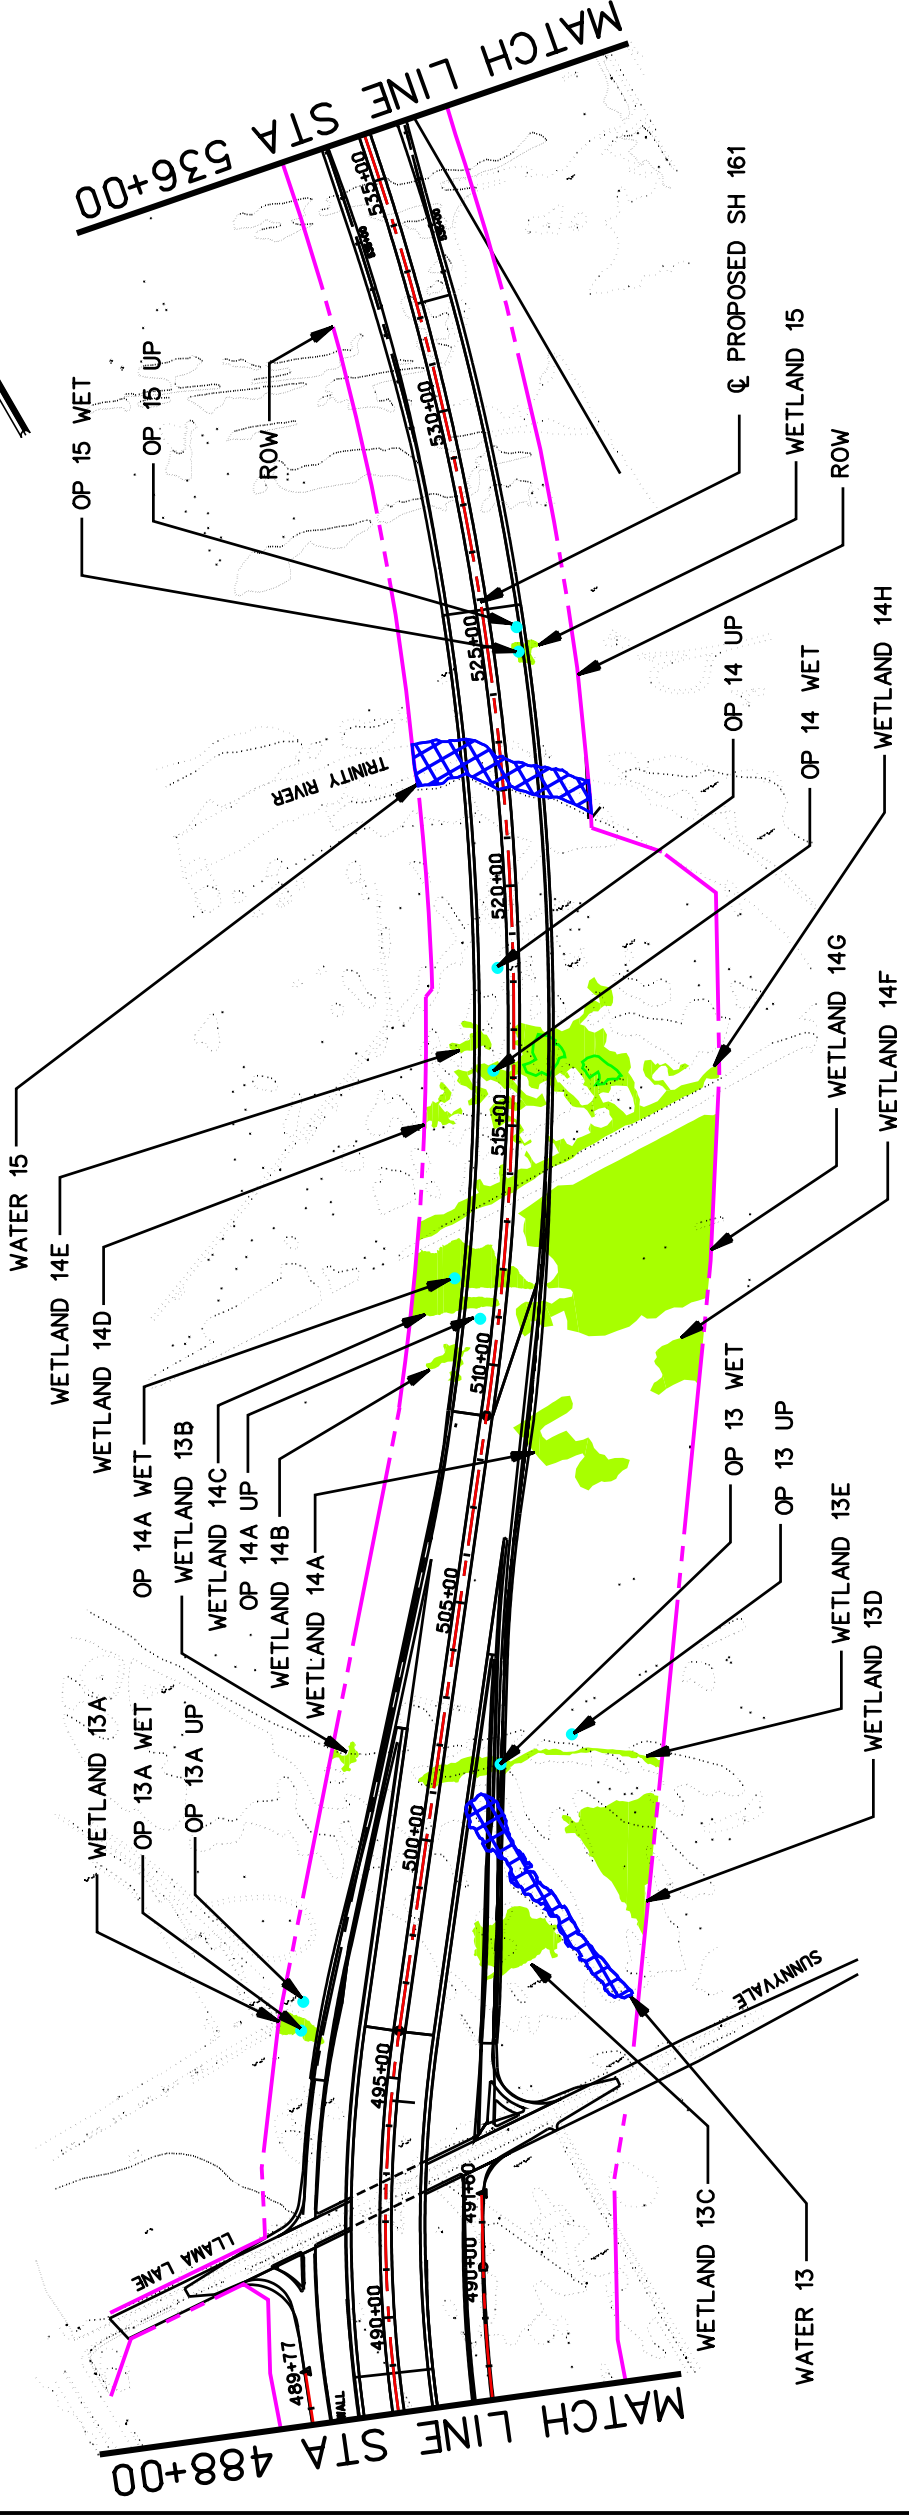 MATCH LINE STA 536+00
535+00
OP 15 WET
OP 15 UP
ROW
530+00
℄ PROPOSED SH 161
WETLAND 15
ROW
525+00
TRINITY RIVER
WATER 15
OP 14 UP
OP 14 WET
WETLAND 14H
520+00
WETLAND 14G
WETLAND 14F
515+00
WETLAND 14E
WETLAND 14D
OP 14A WET
WETLAND 13B
WETLAND 14C
OP 14A UP
WETLAND 14B
WETLAND 14A
510+00
OP 13 WET
OP 13 UP
WETLAND 13E
WETLAND 13D
505+00
WETLAND 13A
OP 13A WET
OP 13A UP
500+00
495+00
SUNNYVALE
LLAMA LANE
WETLAND 13C
WATER 13
490+00
490+00
491+60
489+77
WALL
MATCH LINE STA 488+00